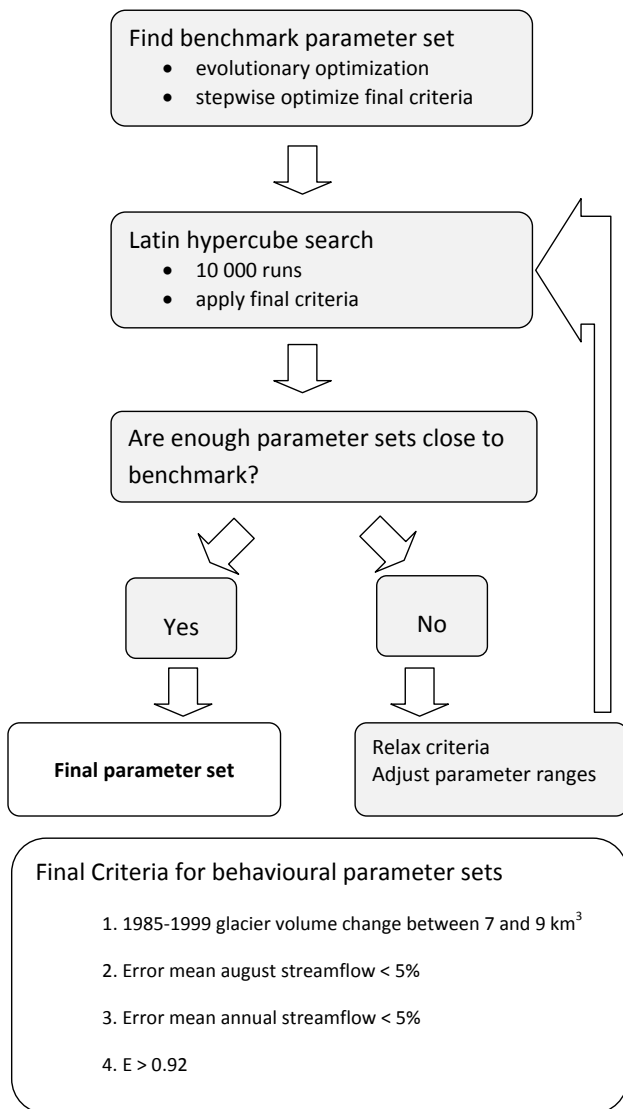 Find benchmark parameter set
• evolutionary optimization
• stepwise optimize final criteria
Latin hypercube search
• 10 000 runs
• apply final criteria
Are enough parameter sets close to
benchmark?
Yes
No
Final parameter set
Relax criteria
Adjust parameter ranges
Final Criteria for behavioural parameter sets
1. 1985-1999 glacier volume change between 7 and 9 km³
2. Error mean august streamflow < 5%
3. Error mean annual streamflow < 5%
4. E > 0.92